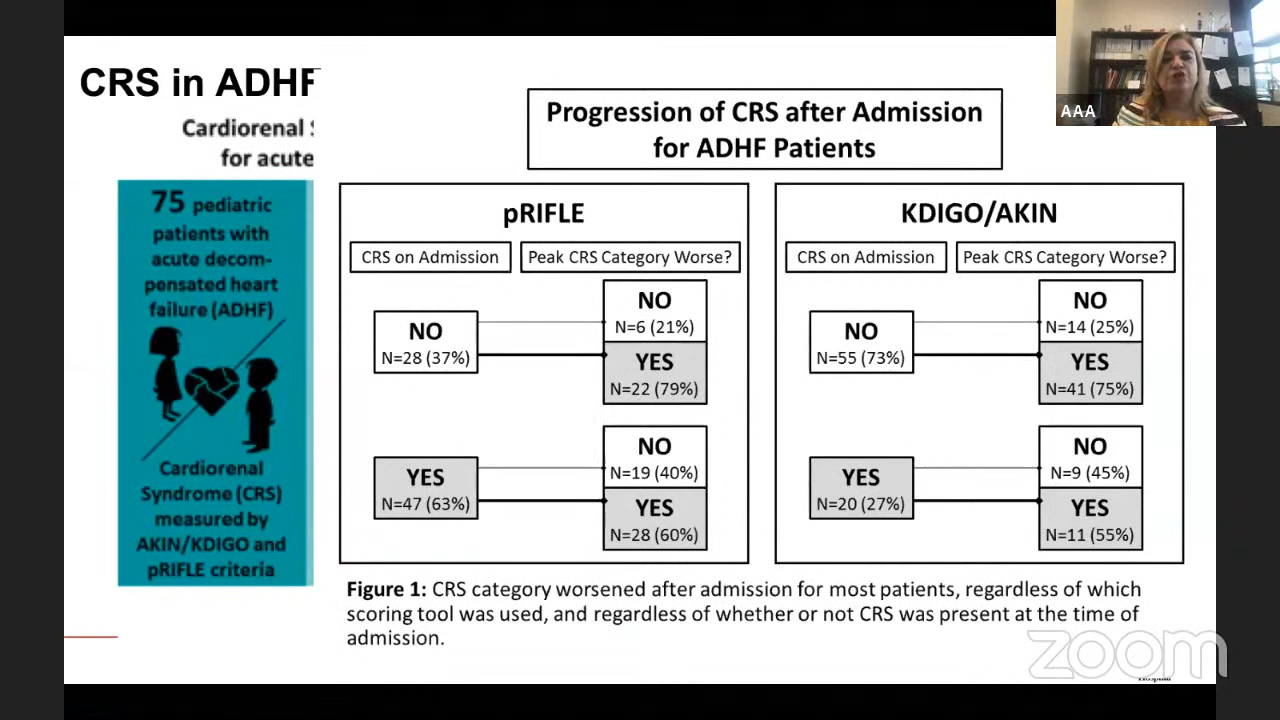 CRS in ADHF
Cardiorenal
for acute
75 pediatric
patients with
acute decom-
pensated heart
failure (ADHF)
Cardiorenal
Syndrome (CRS)
measured by
AKIN/KDIGO and
pRIFLE criteria
Progression of CRS after Admission
for ADHF Patients
pRIFLE
CRS on Admission
Peak CRS Category Worse?
NO
N=28 (37%)
NO
N=6 (21%)
YES
N=22 (79%)
YES
N=47 (63%)
NO
N=19 (40%)
YES
N=28 (60%)
KDIGO/AKIN
CRS on Admission
Peak CRS Category Worse?
NO
N=55 (73%)
NO
N=14 (25%)
YES
N=41 (75%)
YES
N=20 (27%)
NO
N=9 (45%)
YES
N=11 (55%)
Figure 1: CRS category worsened after admission for most patients, regardless of which
scoring tool was used, and regardless of whether or not CRS was present at the time of
admission.
AAA
zoom